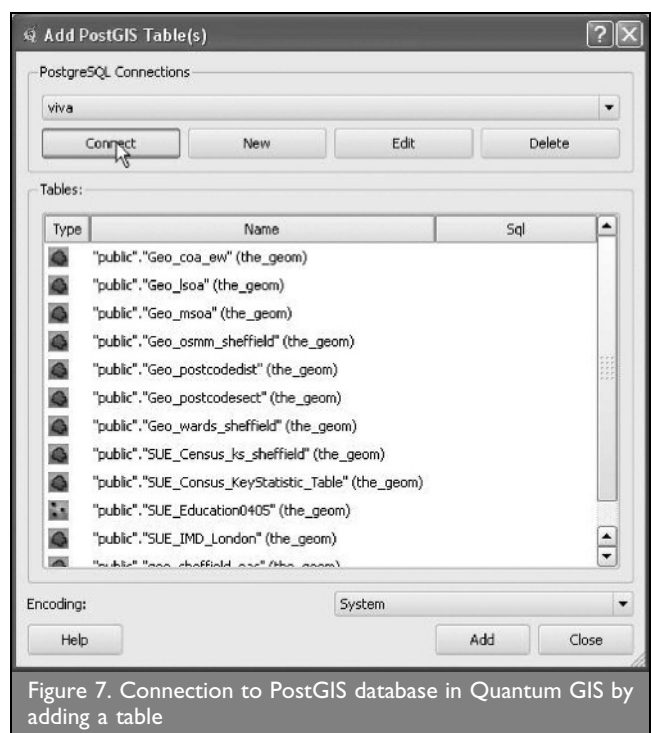 Add PostGIS Table(s)
PostgreSQL Connections
viva
Connect New Edit Delete
Tables:
Type Name Sql
"public"."Geo_coa_ew" (the_geom)
"public"."Geo_lsoa" (the_geom)
"public"."Geo_msoa" (the_geom)
"public"."Geo_osmm_sheffield" (the_geom)
"public"."Geo_postcodedist" (the_geom)
"public"."Geo_postcodesect" (the_geom)
"public"."Geo_wards_sheffield" (the_geom)
"public"."SUE_Census_ks_sheffield" (the_geom)
"public"."SUE_Consus_KeyStatistic_Table" (the_geom)
"public"."SUE_Education0405" (the_geom)
"public"."SUE_IMD_London" (the_geom)
"public"."geo_sheffield_oac" (the_geom)
Encoding: System
Help Add Close
Figure 7. Connection to PostGIS database in Quantum GIS by
adding a table